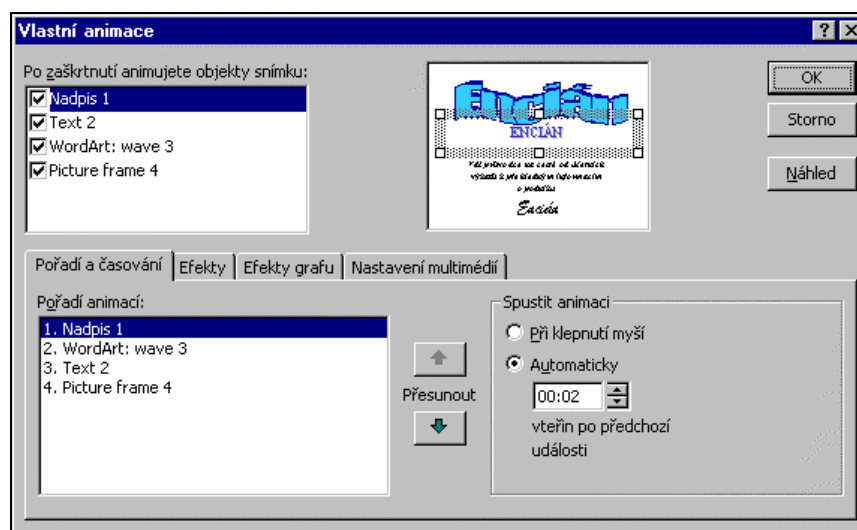 Vlastní animace
Po zaškrtnutí animujete objekty snímku:
Nadpis 1
Text 2
WordArt: wave 3
Picture frame 4
Encián
ENCIÁN
Encián
OK
Storno
Náhled
Pořadí a časování
Efekty
Efekty grafu
Nastavení multimédií
Pořadí animací:
1. Nadpis 1
2. WordArt: wave 3
3. Text 2
4. Picture frame 4
Přesunout
Spustit animaci
Při klepnutí myší
Automaticky
00:02
vteřin po předchozí
události